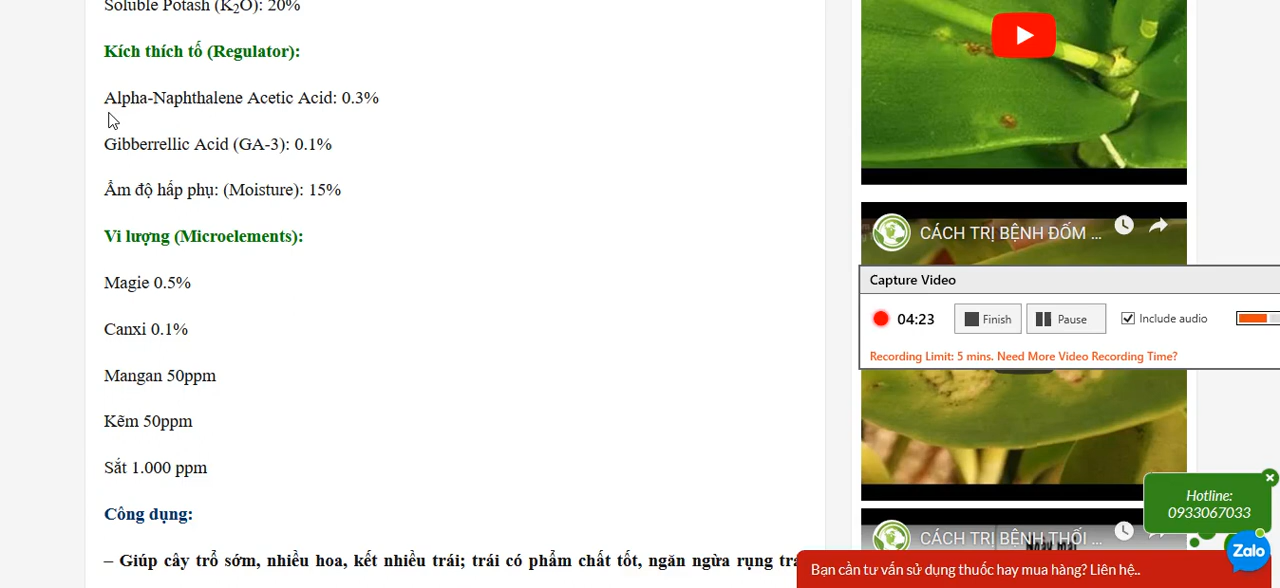 Soluble Potash (K₂O): 20%
Kích thích tố (Regulator):
Alpha-Naphthalene Acetic Acid: 0.3%
Gibberrellic Acid (GA-3): 0.1%
Ẩm độ hấp phụ: (Moisture): 15%
Vi lượng (Microelements):
Magie 0.5%
Canxi 0.1%
Mangan 50ppm
Kẽm 50ppm
Sắt 1.000 ppm
Công dụng:
– Giúp cây trổ sớm, nhiều hoa, kết nhiều trái; trái có phẩm chất tốt, ngăn ngừa rụng
CÁCH TRỊ BỆNH ĐỐM ...
Capture Video
04:23
Finish
Pause
Include audio
Recording Limit: 5 mins. Need More Video Recording Time?
CÁCH TRỊ BỆNH THỐI ...
Hotline:
0933067033
Zalo
Bạn cần tư vấn sử dụng thuốc hay mua hàng? Liên hệ..